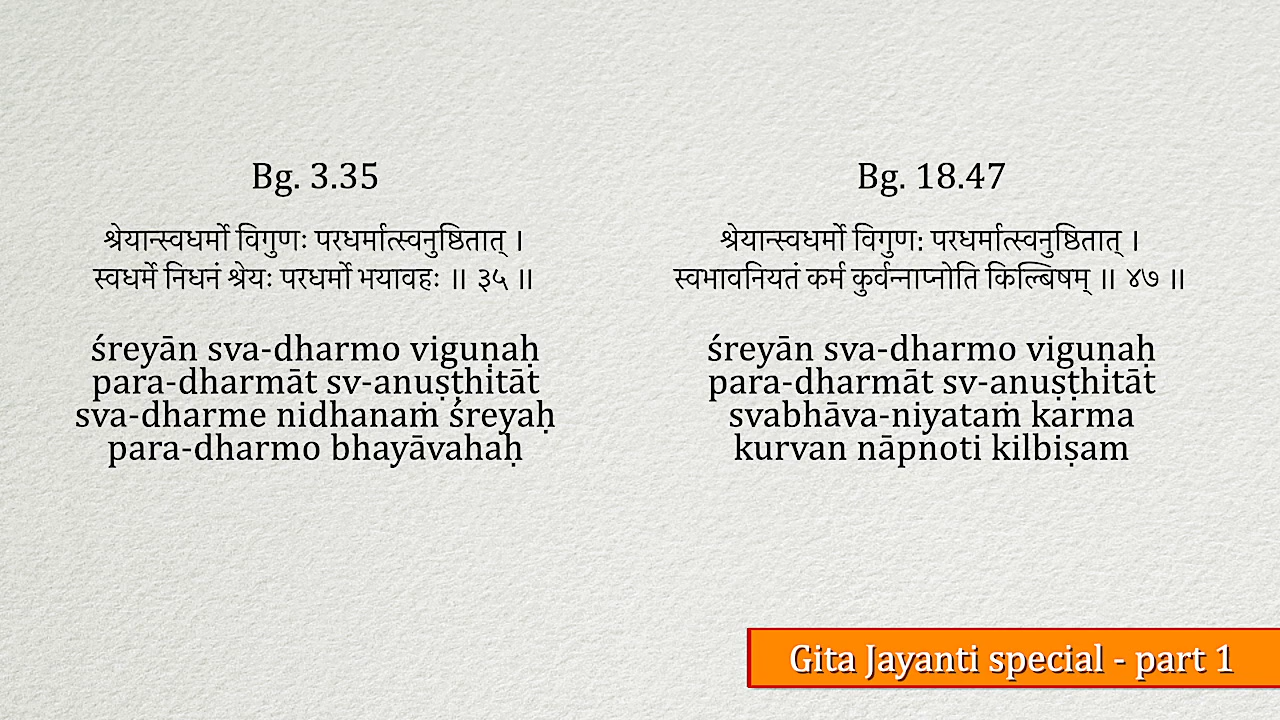 Bg. 3.35
श्रेयान्स्वधर्मो विगुणः परधर्मात्स्वनुष्ठितात् ।
स्वधर्मे निधनं श्रेयः परधर्मो भयावहः ॥ ३५ ॥
śreyān sva-dharmo viguṇaḥ
para-dharmāt sv-anuṣṭhitāt
sva-dharme nidhanaṁ śreyaḥ
para-dharmo bhayāvahaḥ
Bg. 18.47
श्रेयान्स्वधर्मो विगुण: परधर्मात्स्वनुष्ठितात् ।
स्वभावनियतं कर्म कुर्वन्नाप्नोति किल्बिषम् ॥ ४७ ॥
śreyān sva-dharmo viguṇaḥ
para-dharmāt sv-anuṣṭhitāt
svabhāva-niyataṁ karma
kurvan nāpnoti kilbiṣam
Gita Jayanti special - part 1